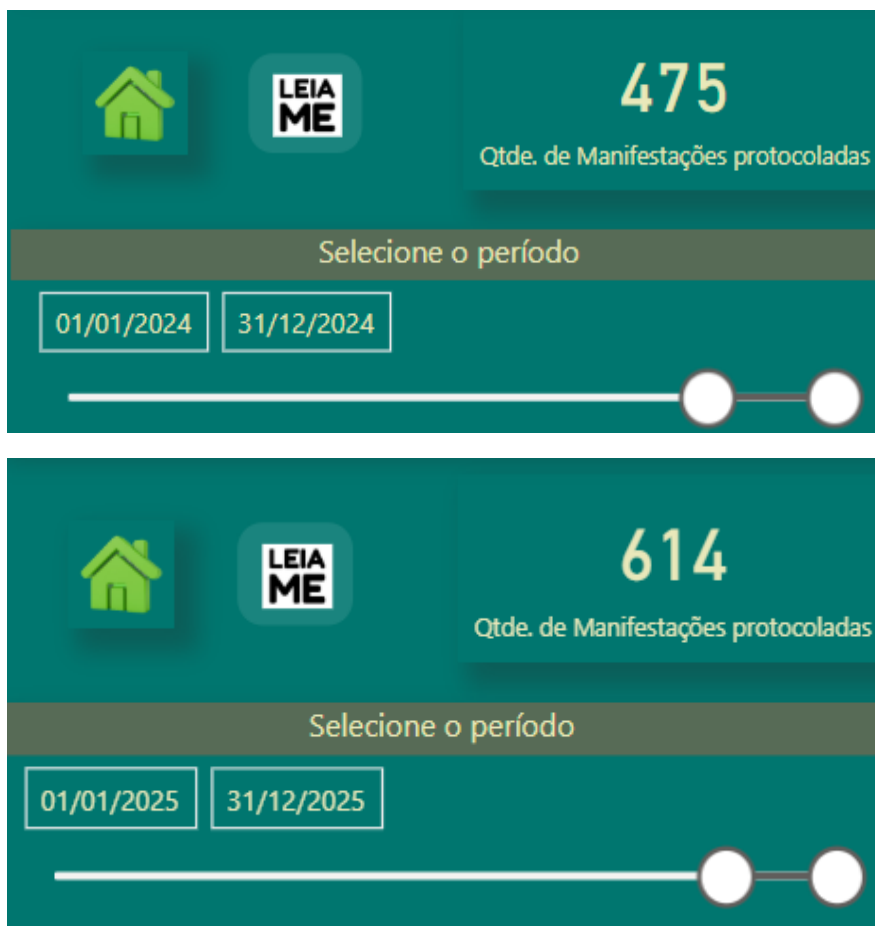 LEIA
ME
475
Qtde. de Manifestações protocoladas
Selecione o período
01/01/2024 31/12/2024
LEIA
ME
614
Qtde. de Manifestações protocoladas
Selecione o período
01/01/2025 31/12/2025